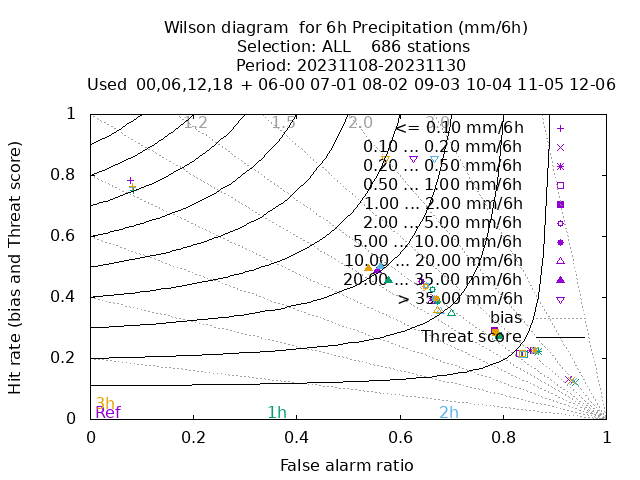 Wilson diagram  for 6h Precipitation (mm/6h)
Selection: ALL    686 stations
Period: 20231108-20231130
Used  00,06,12,18  + 06-00 07-01 08-02 09-03 10-04 11-05 12-06
Hit rate (bias and Threat score)
1
0.8
0.6
0.4
0.2
0
1.2
1.5
2.0
3.0
<= 0.10 mm/6h
0.10 ... 0.20 mm/6h
0.20 ... 0.50 mm/6h
0.50 ... 1.00 mm/6h
1.00 ... 2.00 mm/6h
2.00 ... 5.00 mm/6h
5.00 ... 10.00 mm/6h
10.00 ... 20.00 mm/6h
20.00 ... 35.00 mm/6h
> 35.00 mm/6h
bias
Threat score
3h
Ref
1h
2h
0
0.2
0.4
0.6
0.8
1
False alarm ratio